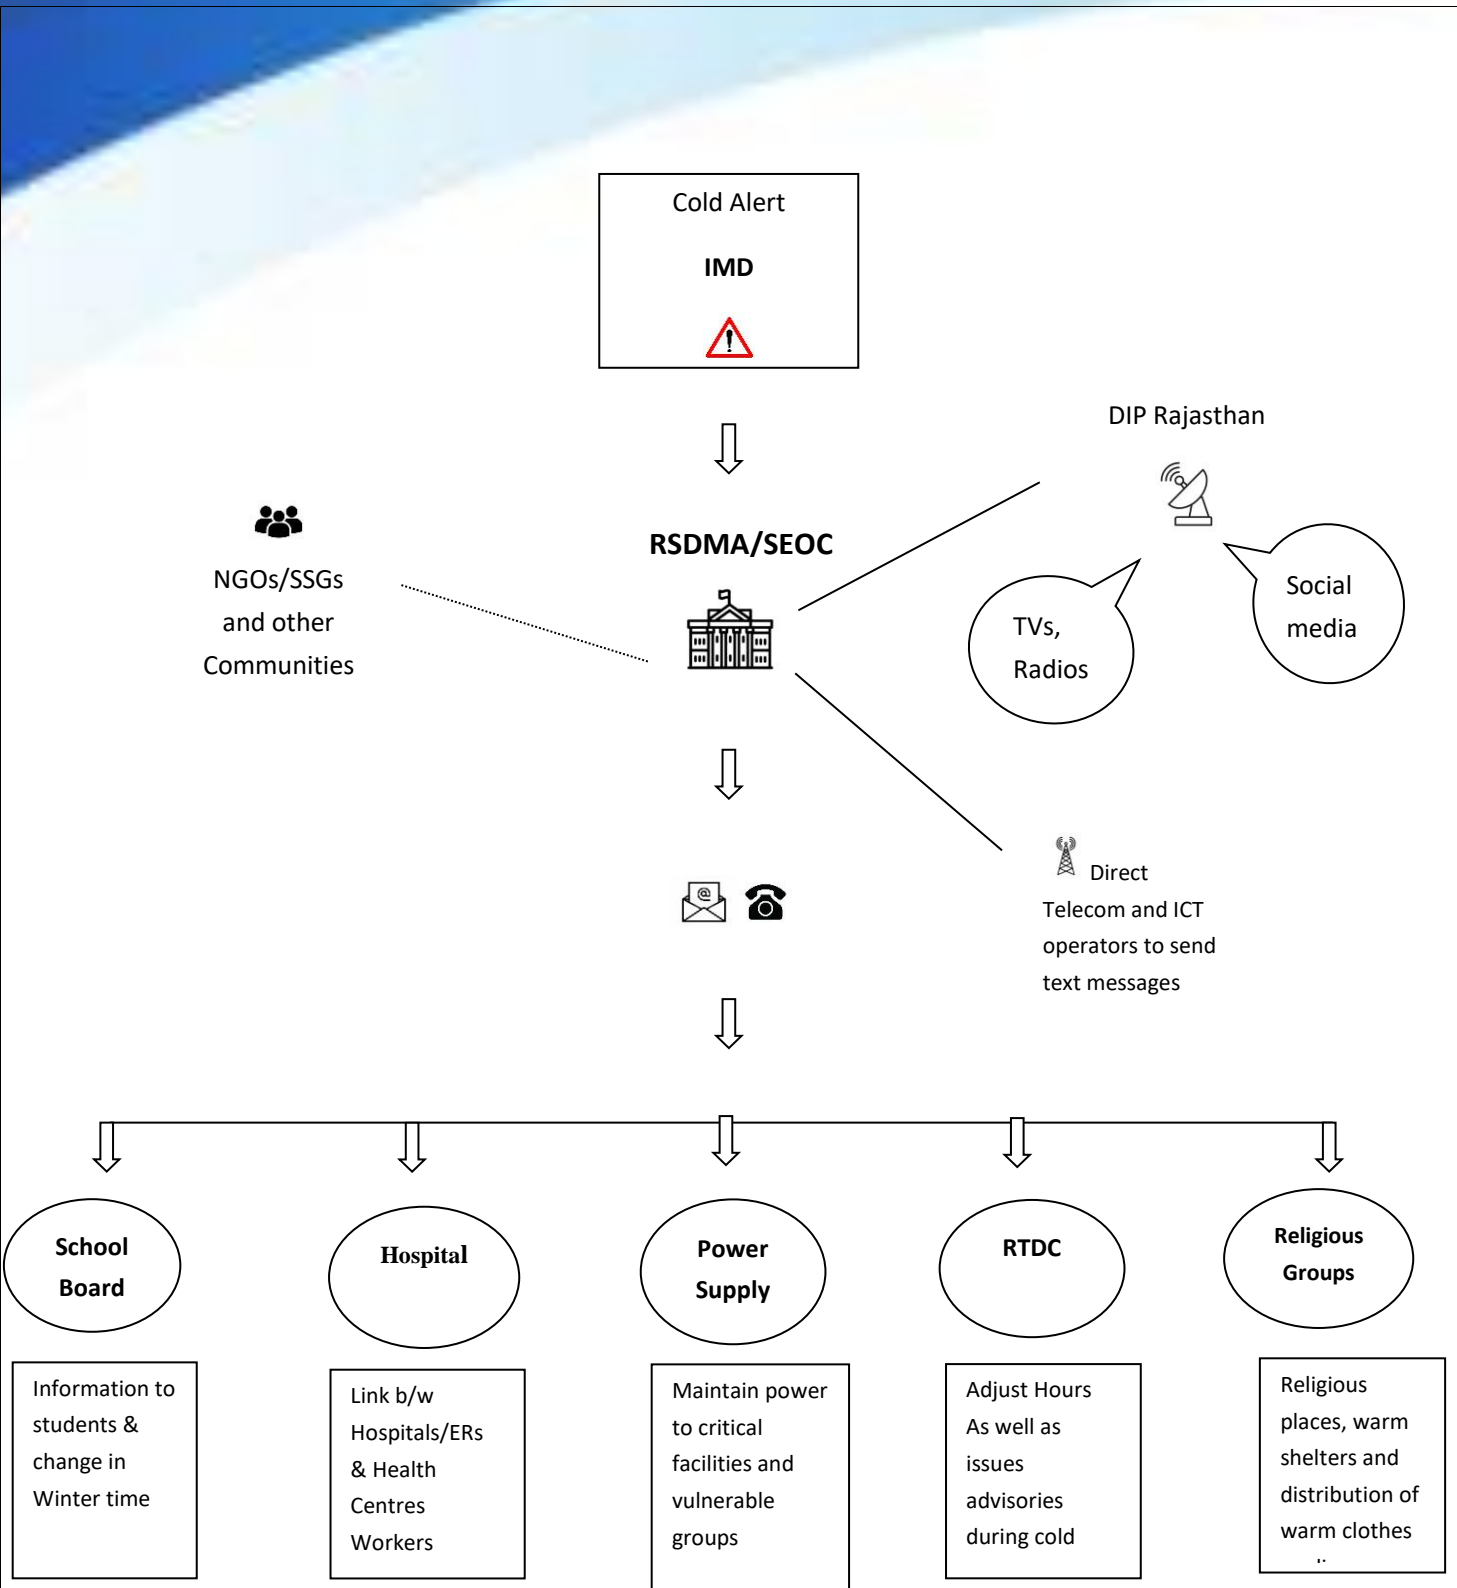 Cold Alert
IMD
DIP Rajasthan
RSDMA/SEOC
NGOs/SSGs
and other
Communities
TVs,
Radios
Social
media
Direct
Telecom and ICT
operators to send
text messages
School
Board
Hospital
Power
Supply
RTDC
Religious
Groups
Information to
students &
change in
Winter time
Link b/w
Hospitals/ERs
& Health
Centres
Workers
Maintain power
to critical
facilities and
vulnerable
groups
Adjust Hours
As well as
issues
advisories
during cold
Religious
places, warm
shelters and
distribution of
warm clothes